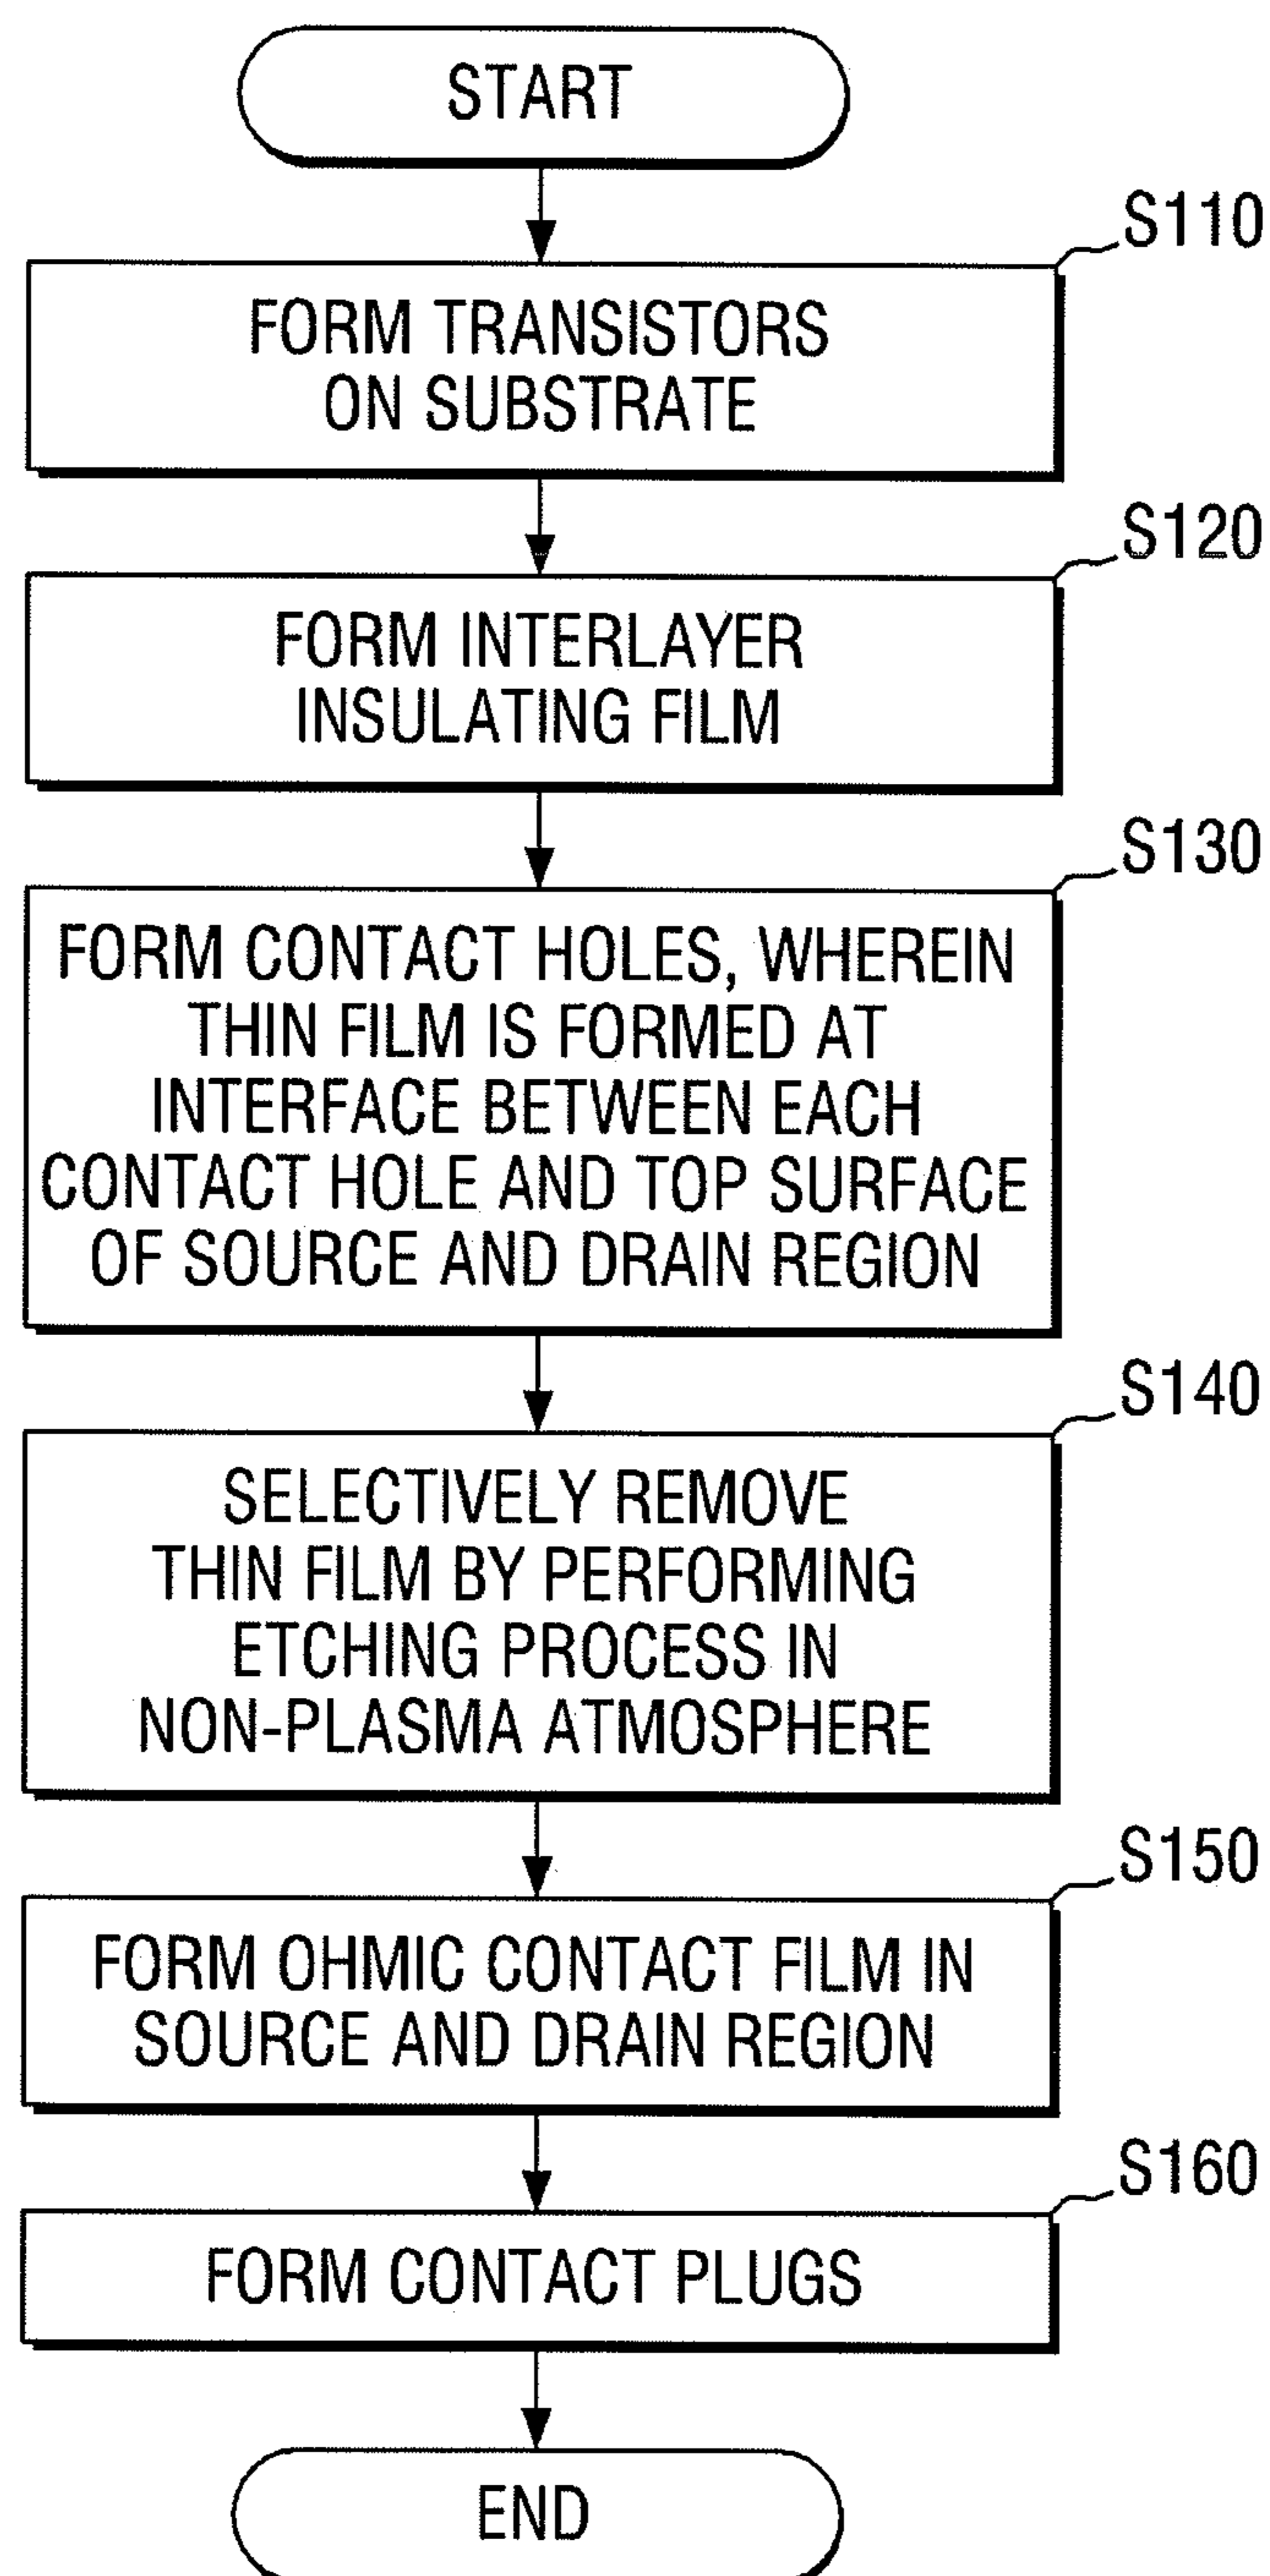 START
S110
FORM TRANSISTORS
ON SUBSTRATE
S120
FORM INTERLAYER
INSULATING FILM
S130
FORM CONTACT HOLES, WHEREIN
THIN FILM IS FORMED AT
INTERFACE BETWEEN EACH
CONTACT HOLE AND TOP SURFACE
OF SOURCE AND DRAIN REGION
S140
SELECTIVELY REMOVE
THIN FILM BY PERFORMING
ETCHING PROCESS IN
NON-PLASMA ATMOSPHERE
S150
FORM OHMIC CONTACT FILM IN
SOURCE AND DRAIN REGION
S160
FORM CONTACT PLUGS
END